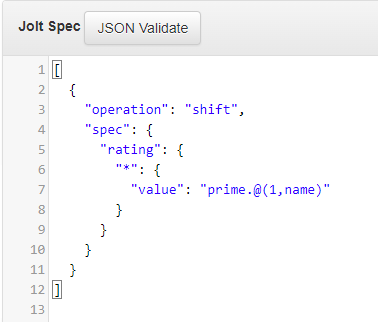 Jolt Spec JSON Validate
1 [
2   {
3     "operation": "shift",
4     "spec": {
5       "rating": {
6         "*": {
7           "value": "prime.@(1,name)"
8         }
9       }
10     }
11   }
12 ]
13